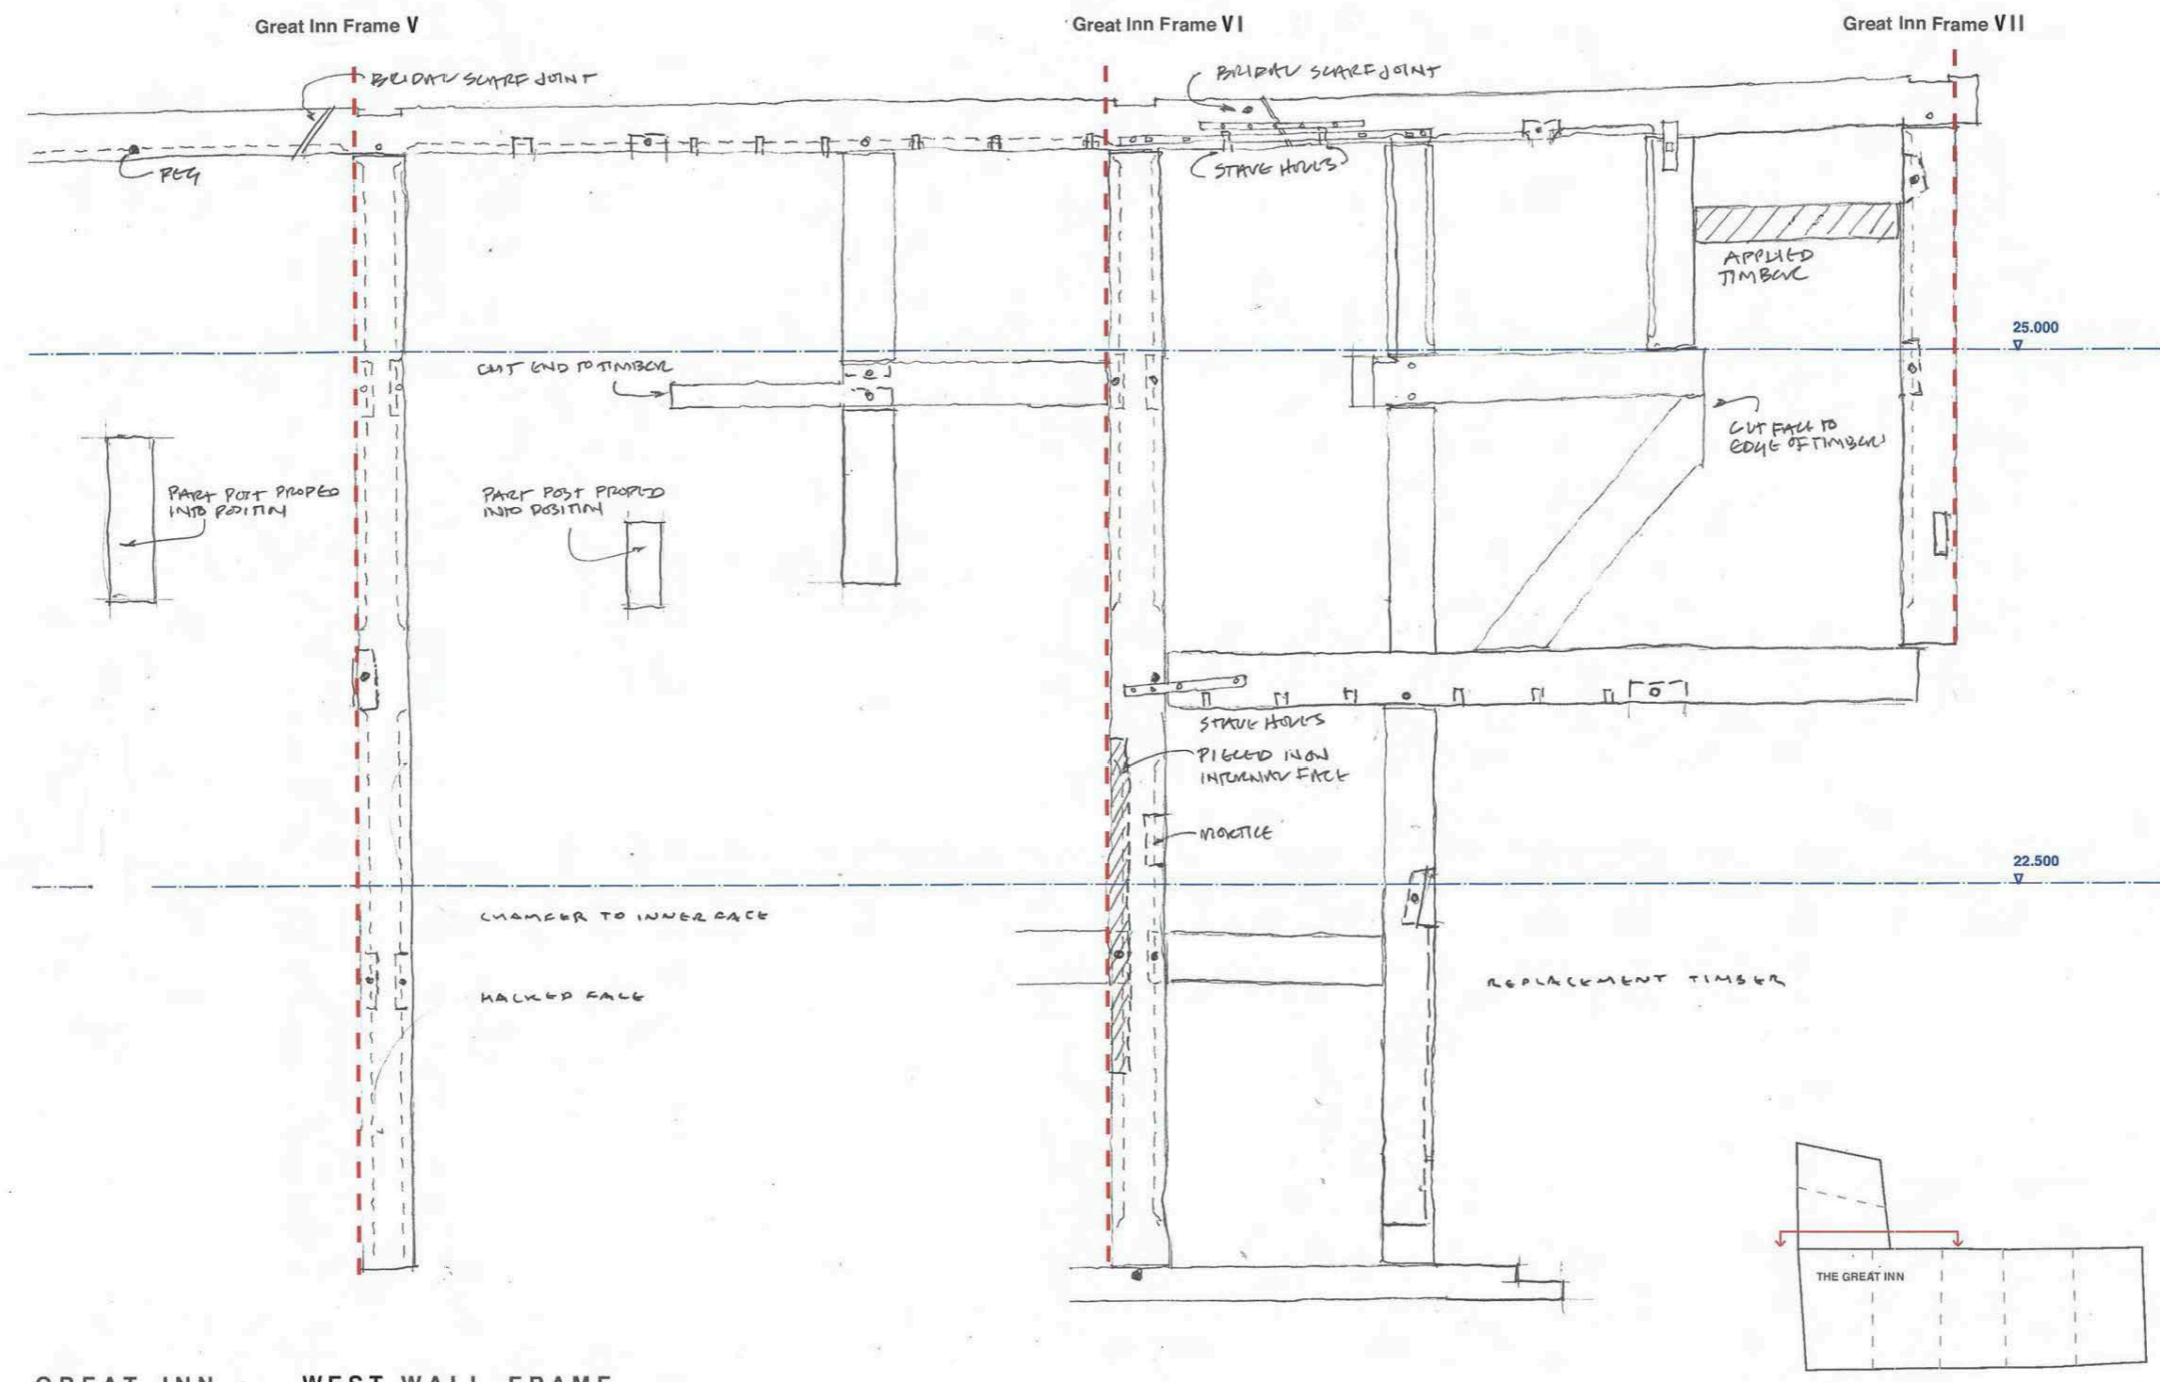 Great Inn Frame V
Great Inn Frame VI
Great Inn Frame VII
BRIDAL SCARF JOINT
BRIDAL SCARF JOINT
PEG
STAVE HOLES
APPLIED
TIMBER
25.000
CUT END TO TIMBER
CUT FACE TO
EDGE OF TIMBER
PART POST PROPED
INTO POSITION
PART POST PROPED
INTO POSITION
STAVE HOLES
PIECED IN ON
INTERNAL FACE
MORTICE
22.500
CHAMFER TO INNER FACE
HACKED FACE
REPLACEMENT TIMBER
THE GREAT INN
GREAT INN - WEST WALL FRAME